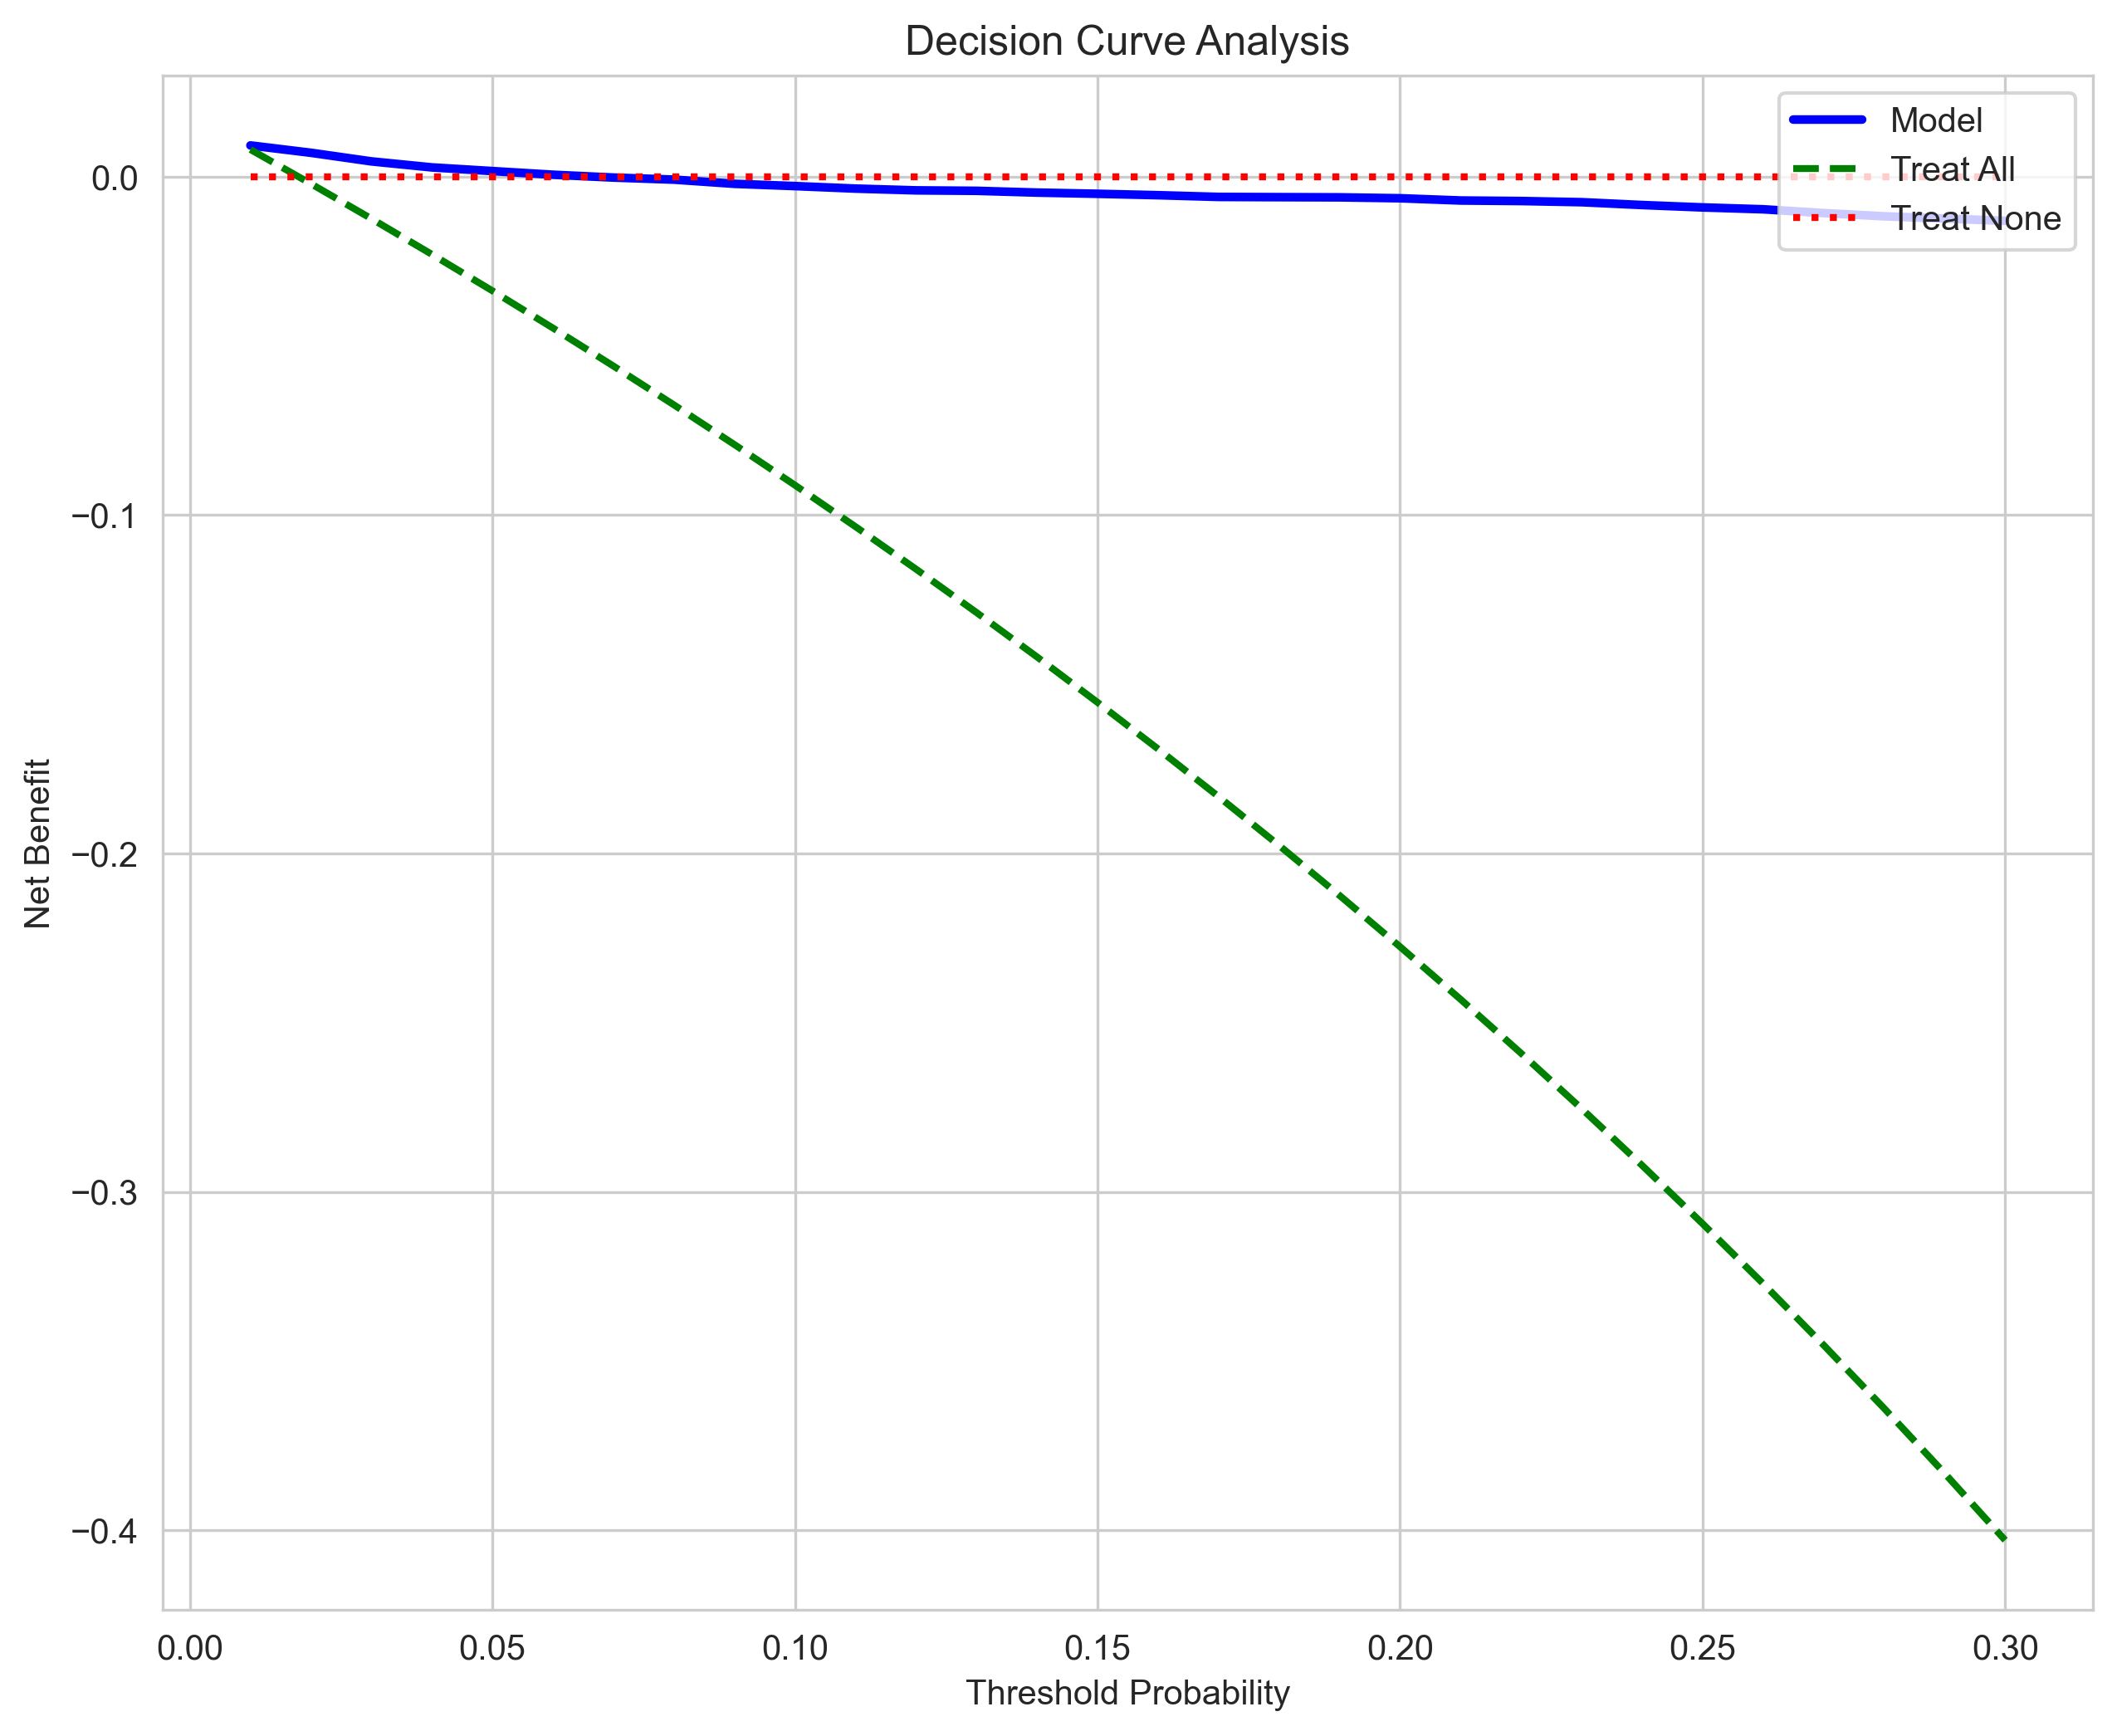 Decision Curve Analysis
Model
Treat All
Treat None
0.0
−0.1
−0.2
−0.3
−0.4
Net Benefit
0.00 0.05 0.10 0.15 0.20 0.25 0.30
Threshold Probability